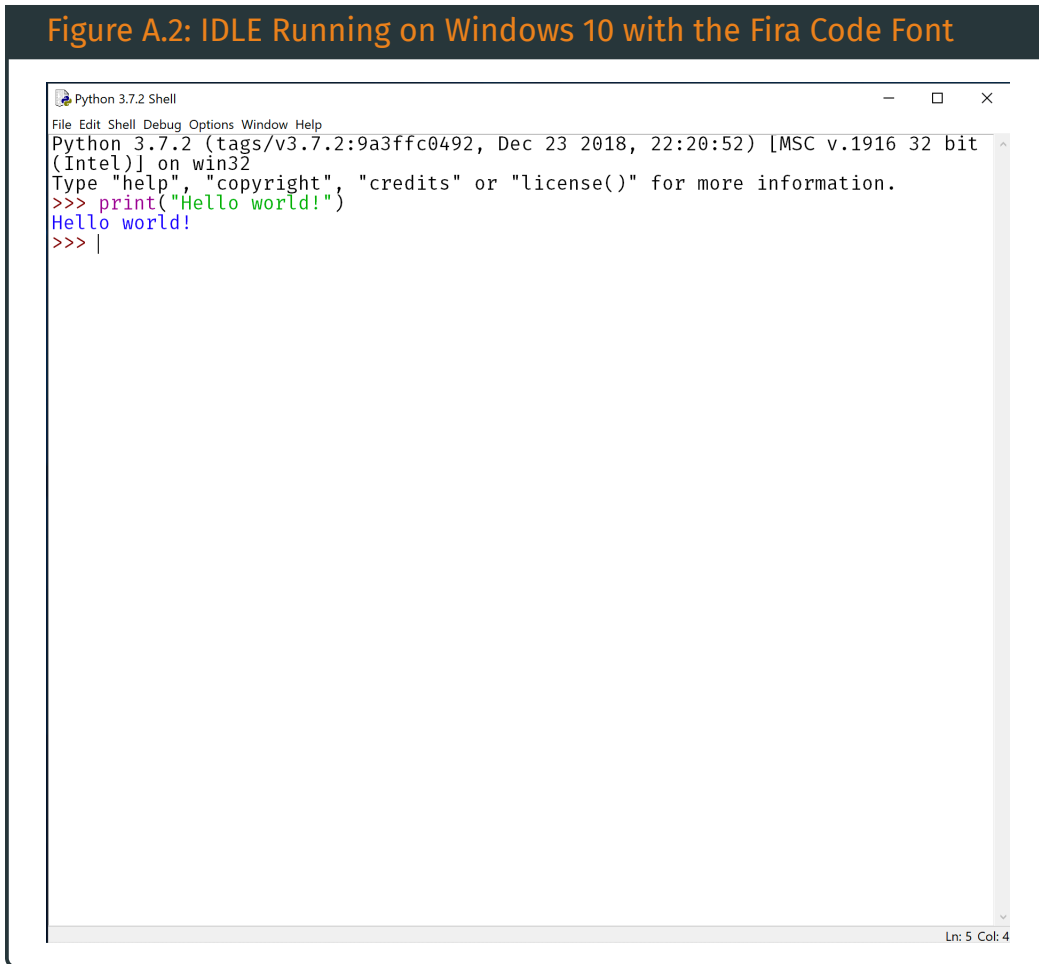 Figure A.2: IDLE Running on Windows 10 with the Fira Code Font
Python 3.7.2 Shell
File Edit Shell Debug Options Window Help
Python 3.7.2 (tags/v3.7.2:9a3ffc0492, Dec 23 2018, 22:20:52) [MSC v.1916 32 bit
(Intel)] on win32
Type "help", "copyright", "credits" or "license()" for more information.
>>> print("Hello world!")
Hello world!
>>>
Ln: 5 Col: 4